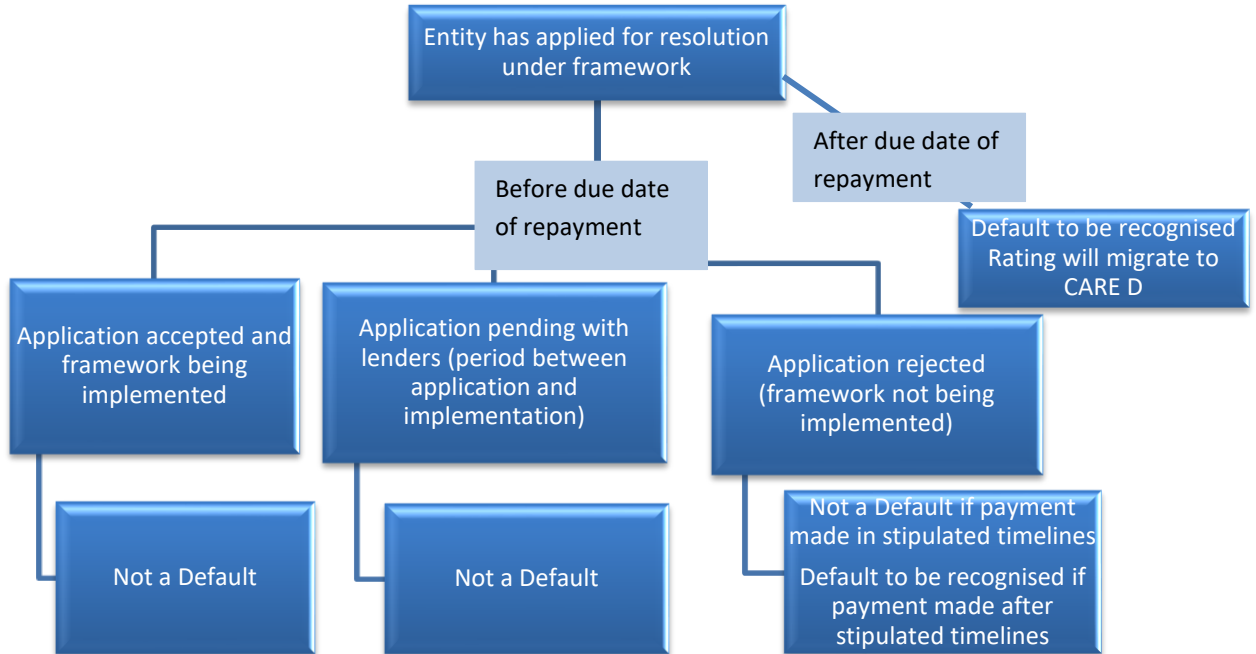 Entity has applied for resolution
under framework
After due date of
repayment
Before due date
of repayment
Default to be recognised
Rating will migrate to
CARE D
Application accepted and
framework being
implemented
Application pending with
lenders (period between
application and
implementation)
Application rejected
(framework not being
implemented)
Not a Default
Not a Default
Not a Default if payment
made in stipulated timelines
Default to be recognised if
payment made after
stipulated timelines